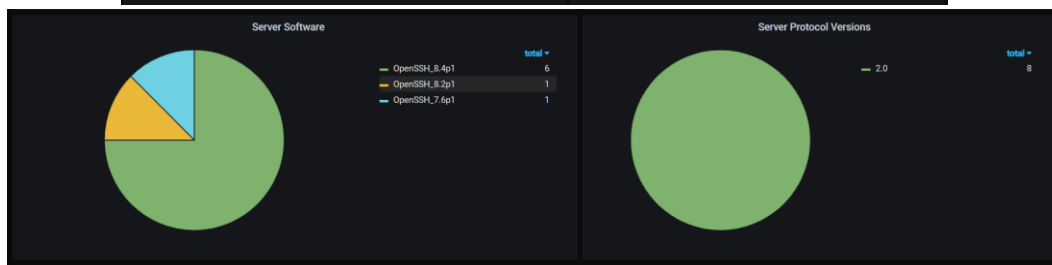 Server Software
total
OpenSSH_8.4p1 6
OpenSSH_8.2p1 1
OpenSSH_7.6p1 1
Server Protocol Versions
total
2.0 8